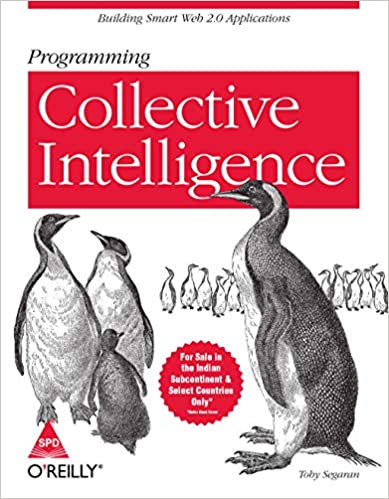 Building Smart Web 2.0 Applications
Programming
Collective
Intelligence
For Sale in
the Indian
Subcontinent &
Select Countries
Only*
SPD
O'REILLY®
Toby Segaran